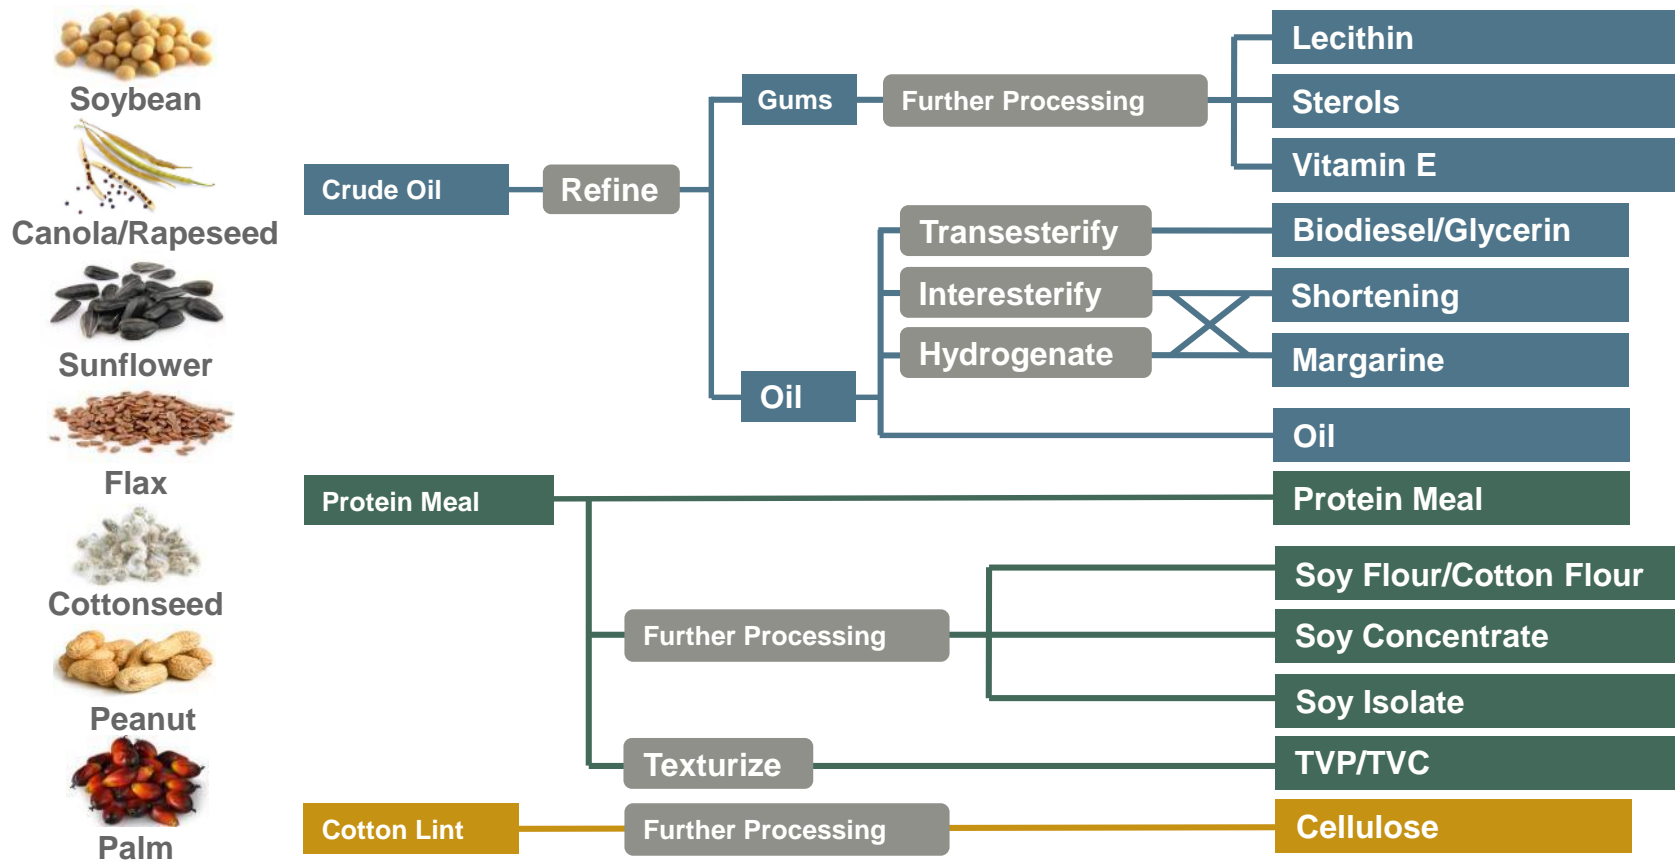 Soybean
Canola/Rapeseed
Sunflower
Flax
Cottonseed
Peanut
Palm
Crude Oil
Refine
Gums
Further Processing
Lecithin
Sterols
Vitamin E
Oil
Transesterify
Interesterify
Hydrogenate
Biodiesel/Glycerin
Shortening
Margarine
Oil
Protein Meal
Protein Meal
Further Processing
Soy Flour/Cotton Flour
Soy Concentrate
Soy Isolate
Texturize
TVP/TVC
Cotton Lint
Further Processing
Cellulose